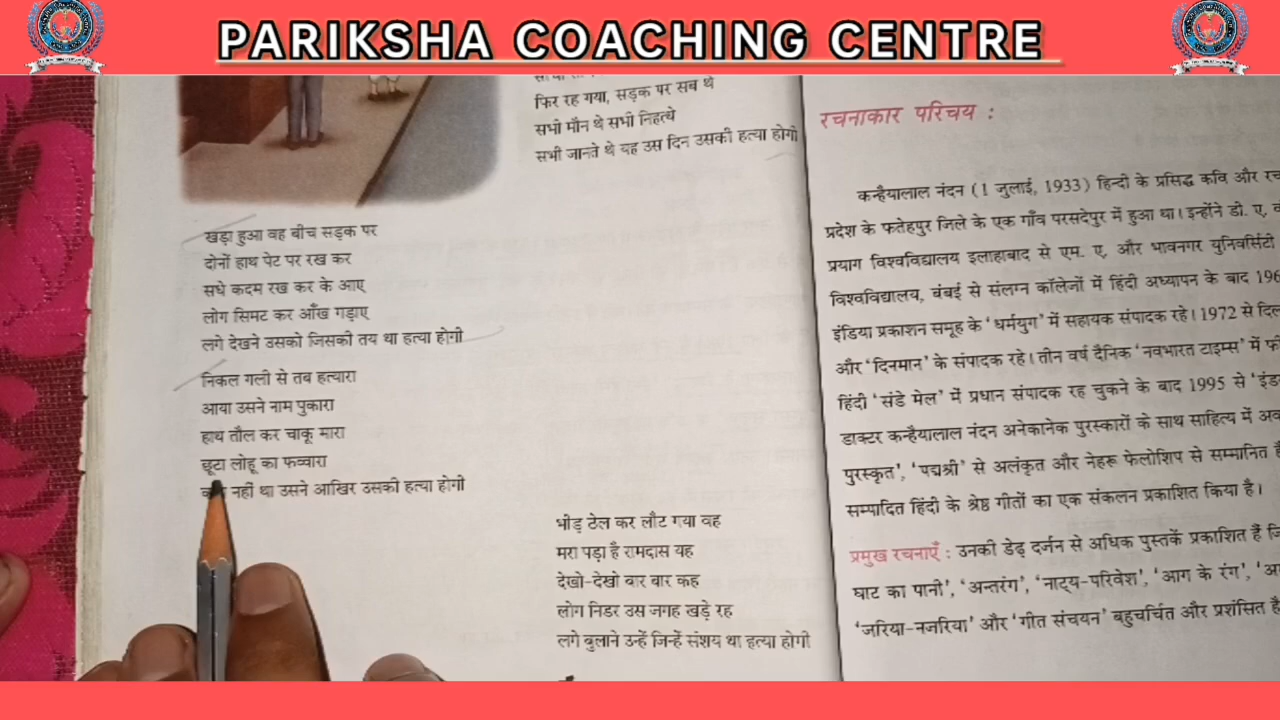 PARIKSHA COACHING CENTRE
फिर रह गया, सड़क पर सब थे
सभी मौन थे सभी निहत्थे
सभी जानते थे यह उस दिन उसकी हत्या होगी
खड़ा हुआ वह बीच सड़क पर
दोनों हाथ पेट पर रख कर
सधे कदम रख कर के आए
लोग सिमट कर आँख गड़ाए
लगे देखने उसको जिसकी तय था हत्या होगी
निकल गली से तब हत्यारा
आया उसने नाम पुकारा
हाथ तौल कर चाकू मारा
छूटा लोहू का फव्वारा
नहीं था उसने आखिर उसकी हत्या होगी
भीड़ ठेल कर लौट गया वह
मरा पड़ा है रामदास यह
देखो-देखो बार बार कह
लोग निडर उस जगह खड़े रह
लगे बुलाने उन्हें जिन्हें संशय था हत्या होगी
रचनाकार परिचय :
कन्हैयालाल नंदन (1 जुलाई, 1933) हिन्दी के प्रसिद्ध कवि और
प्रदेश के फतेहपुर जिले के एक गाँव परसदेपुर में हुआ था। इन्होंने डी. ए.
प्रयाग विश्वविद्यालय इलाहाबाद से एम. ए. और भावनगर युनिवर्सिटी
विश्वविद्यालय, बंबई से संलग्न कॉलेजों में हिंदी अध्यापन के बाद
इंडिया प्रकाशन समूह के 'धर्मयुग' में सहायक संपादक रहे। 1972 से
और 'दिनमान' के संपादक रहे। तीन वर्ष दैनिक 'नवभारत टाइम्स' में
हिंदी 'संडे मेल' में प्रधान संपादक रह चुकने के बाद 1995 से
डाक्टर कन्हैयालाल नंदन अनेकानेक पुरस्कारों के साथ साहित्य में
पुरस्कृत', 'पद्मश्री' से अलंकृत और नेहरू फेलोशिप से सम्मानित
सम्पादित हिंदी के श्रेष्ठ गीतों का एक संकलन प्रकाशित किया है।
प्रमुख रचनाएँ : उनकी डेढ़ दर्जन से अधिक पुस्तकें प्रकाशित हैं
घाट का पानी', 'अन्तरंग', 'नाट्य-परिवेश', 'आग के रंग',
'जरिया-नजरिया' और 'गीत संचयन' बहुचर्चित और प्रशंसित